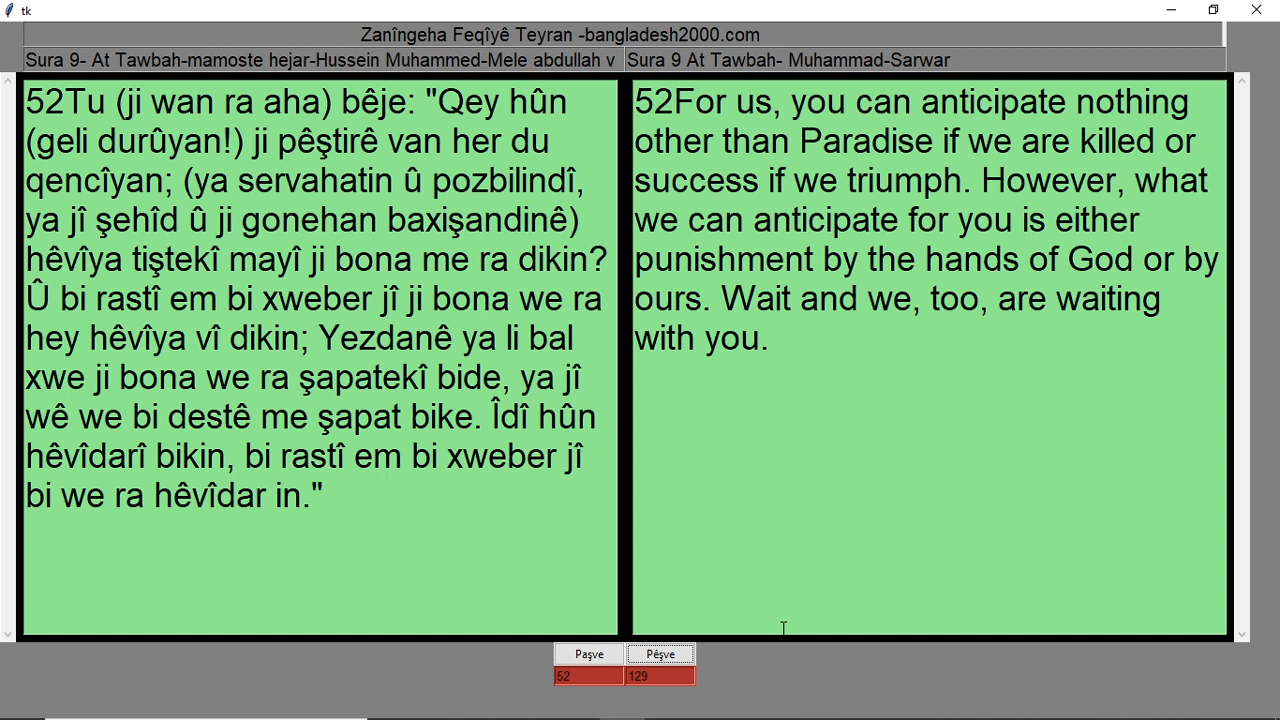 tk
Zanîngeha Feqîyê Teyran -bangladesh2000.com
Sura 9- At Tawbah-mamoste hejar-Hussein Muhammed-Mele abdullah v
Sura 9 At Tawbah- Muhammad-Sarwar
52Tu (ji wan ra aha) bêje: "Qey hûn
(geli durûyan!) ji pêştirê van her du
qencîyan; (ya servahatin û pozbilindî,
ya jî şehîd û ji gonehan baxişandinê)
hêvîya tiştekî mayî ji bona me ra dikin?
Û bi rastî em bi xweber jî ji bona we ra
hey hêvîya vî dikin; Yezdanê ya li bal
xwe ji bona we ra şapatekî bide, ya jî
wê we bi destê me şapat bike. Îdî hûn
hêvîdarî bikin, bi rastî em bi xweber jî
bi we ra hêvîdar in."
52For us, you can anticipate nothing
other than Paradise if we are killed or
success if we triumph. However, what
we can anticipate for you is either
punishment by the hands of God or by
ours. Wait and we, too, are waiting
with you.
Paşve
Pêşve
52
129